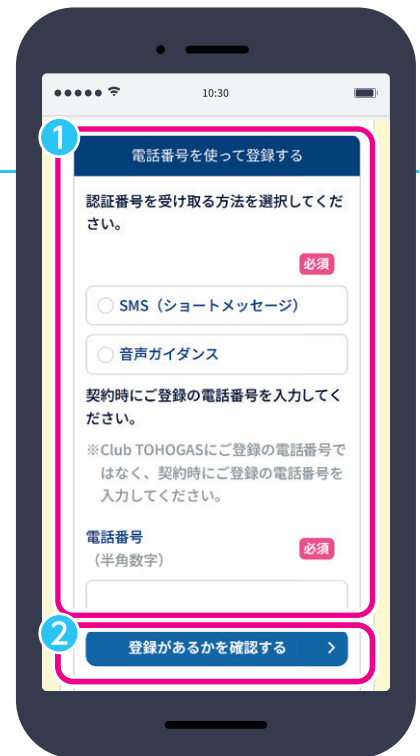 10:30
1
電話番号を使って登録する
認証番号を受け取る方法を選択してくだ
さい。
必須
SMS（ショートメッセージ）
音声ガイダンス
契約時にご登録の電話番号を入力してく
ださい。
※Club TOHOGASにご登録の電話番号で
はなく、契約時にご登録の電話番号を
入力してください。
電話番号
（半角数字）
必須
2
登録があるかを確認する